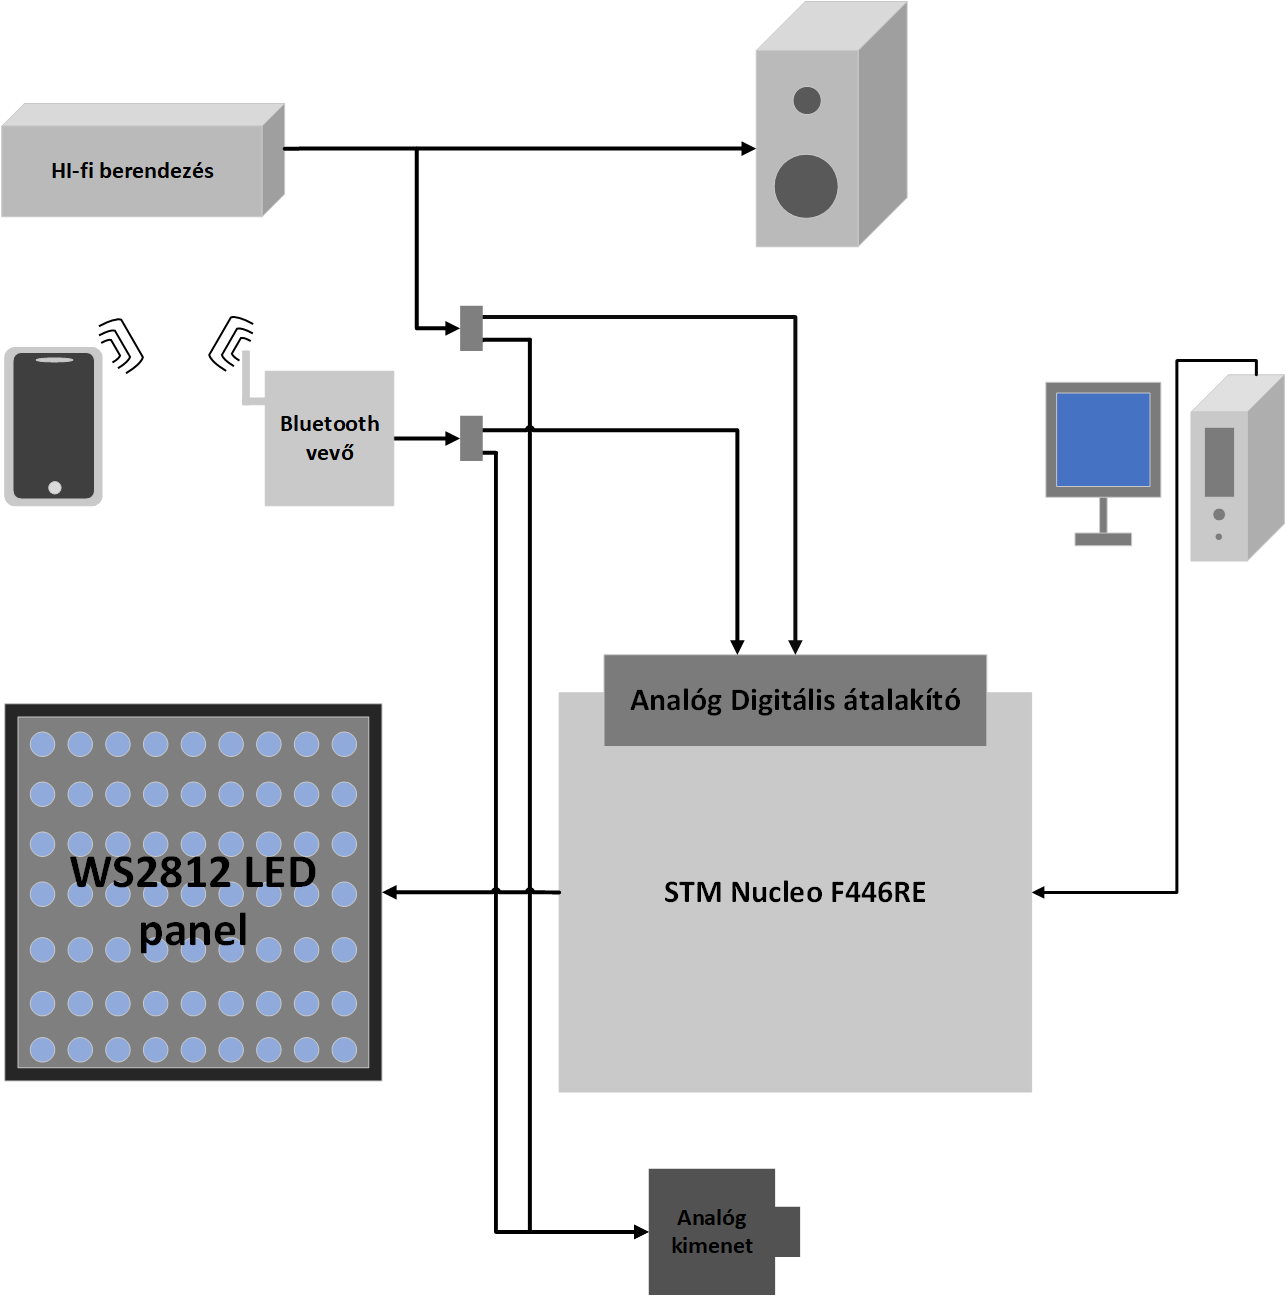 HI-fi berendezés
Bluetooth
vevő
Analóg Digitális átalakító
WS2812 LED
panel
STM Nucleo F446RE
Analóg
kimenet